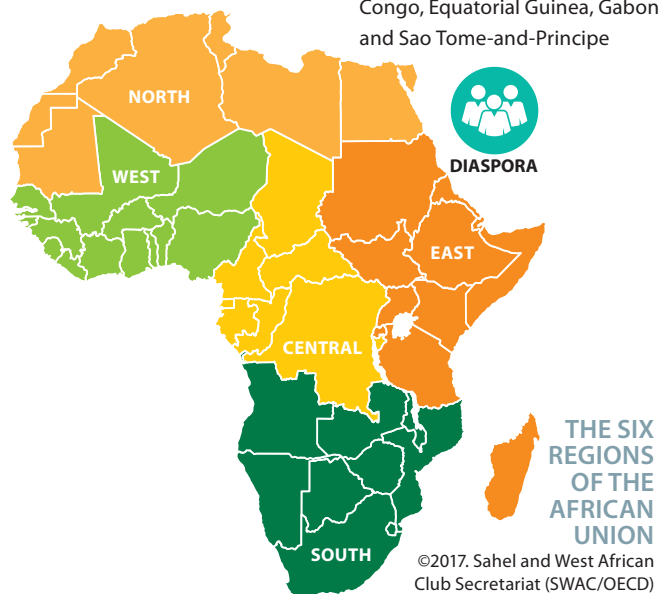 Congo, Equatorial Guinea, Gabon
and Sao Tome-and-Principe
NORTH
DIASPORA
WEST
EAST
CENTRAL
SOUTH
THE SIX
REGIONS
OF THE
AFRICAN
UNION
©2017. Sahel and West African
Club Secretariat (SWAC/OECD)